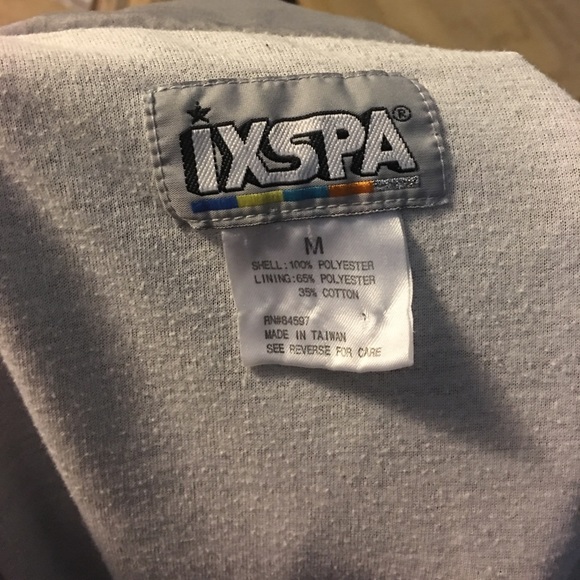 iXSPA®
M
SHELL:100% POLYESTER
LINING:65% POLYESTER
35% COTTON
RN#84597
MADE IN TAIWAN
SEE REVERSE FOR CARE